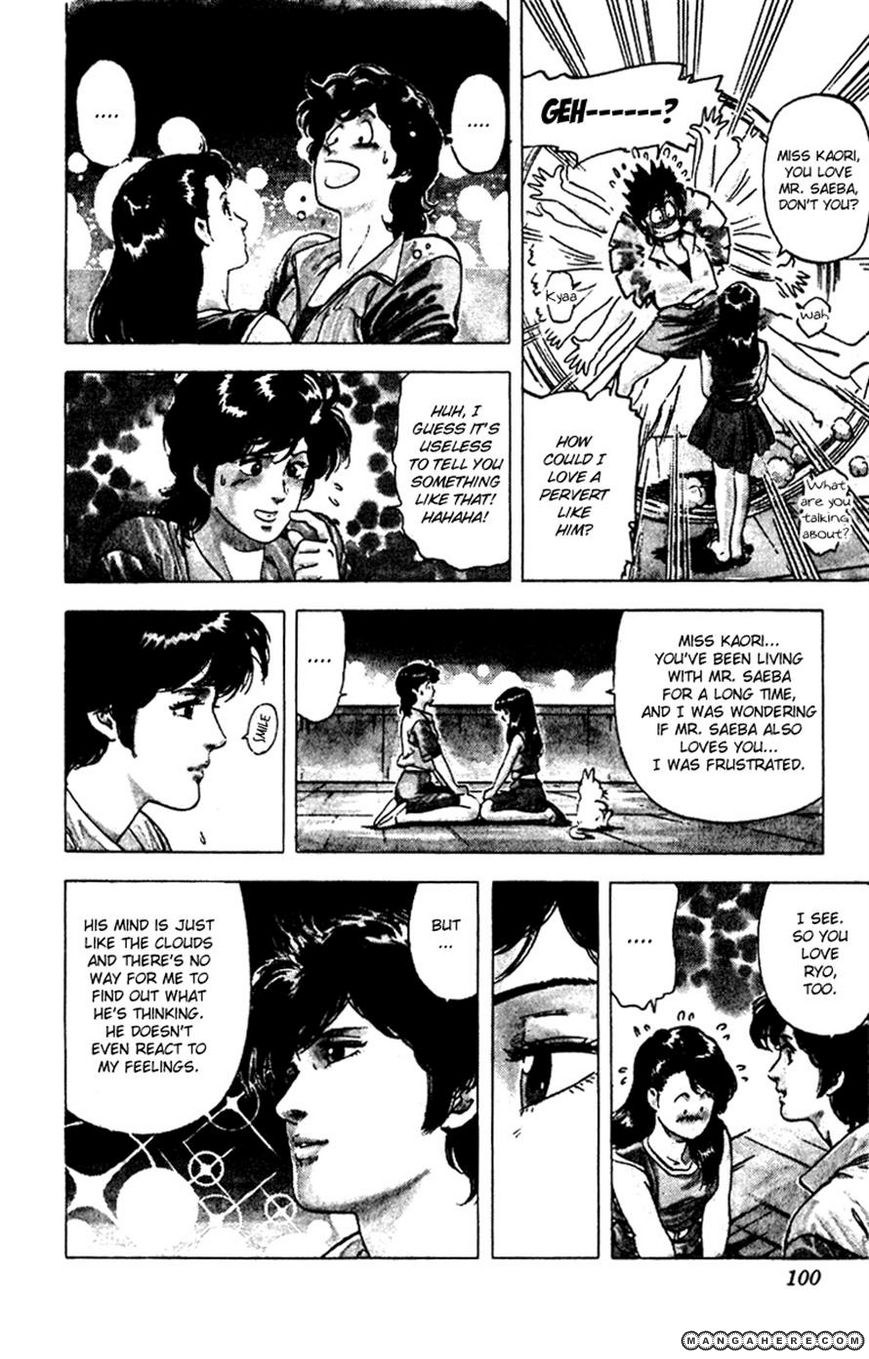 MISS KAORI,
YOU LOVE
MR. SAEBA,
DON'T YOU?
GEH------?
Kyaa
Wah
HOW
COULD I
LOVE A
PERVERT
LIKE
HIM?
What
are you
talking
about?
....
....
HUH, I
GUESS IT'S
USELESS
TO TELL YOU
SOMETHING
LIKE THAT!
HAHAHA!
MISS KAORI...
YOU'VE BEEN LIVING
WITH MR. SAEBA
FOR A LONG TIME,
AND I WAS WONDERING
IF MR. SAEBA ALSO
LOVES YOU...
I WAS FRUSTRATED.
....
SMILE
I SEE.
SO YOU
LOVE
RYO,
TOO.
....
BUT
...
HIS MIND IS JUST
LIKE THE CLOUDS
AND THERE'S NO
WAY FOR ME TO
FIND OUT WHAT
HE'S THINKING.
HE DOESN'T
EVEN REACT TO
MY FEELINGS.
100
MANGAHERE.COM